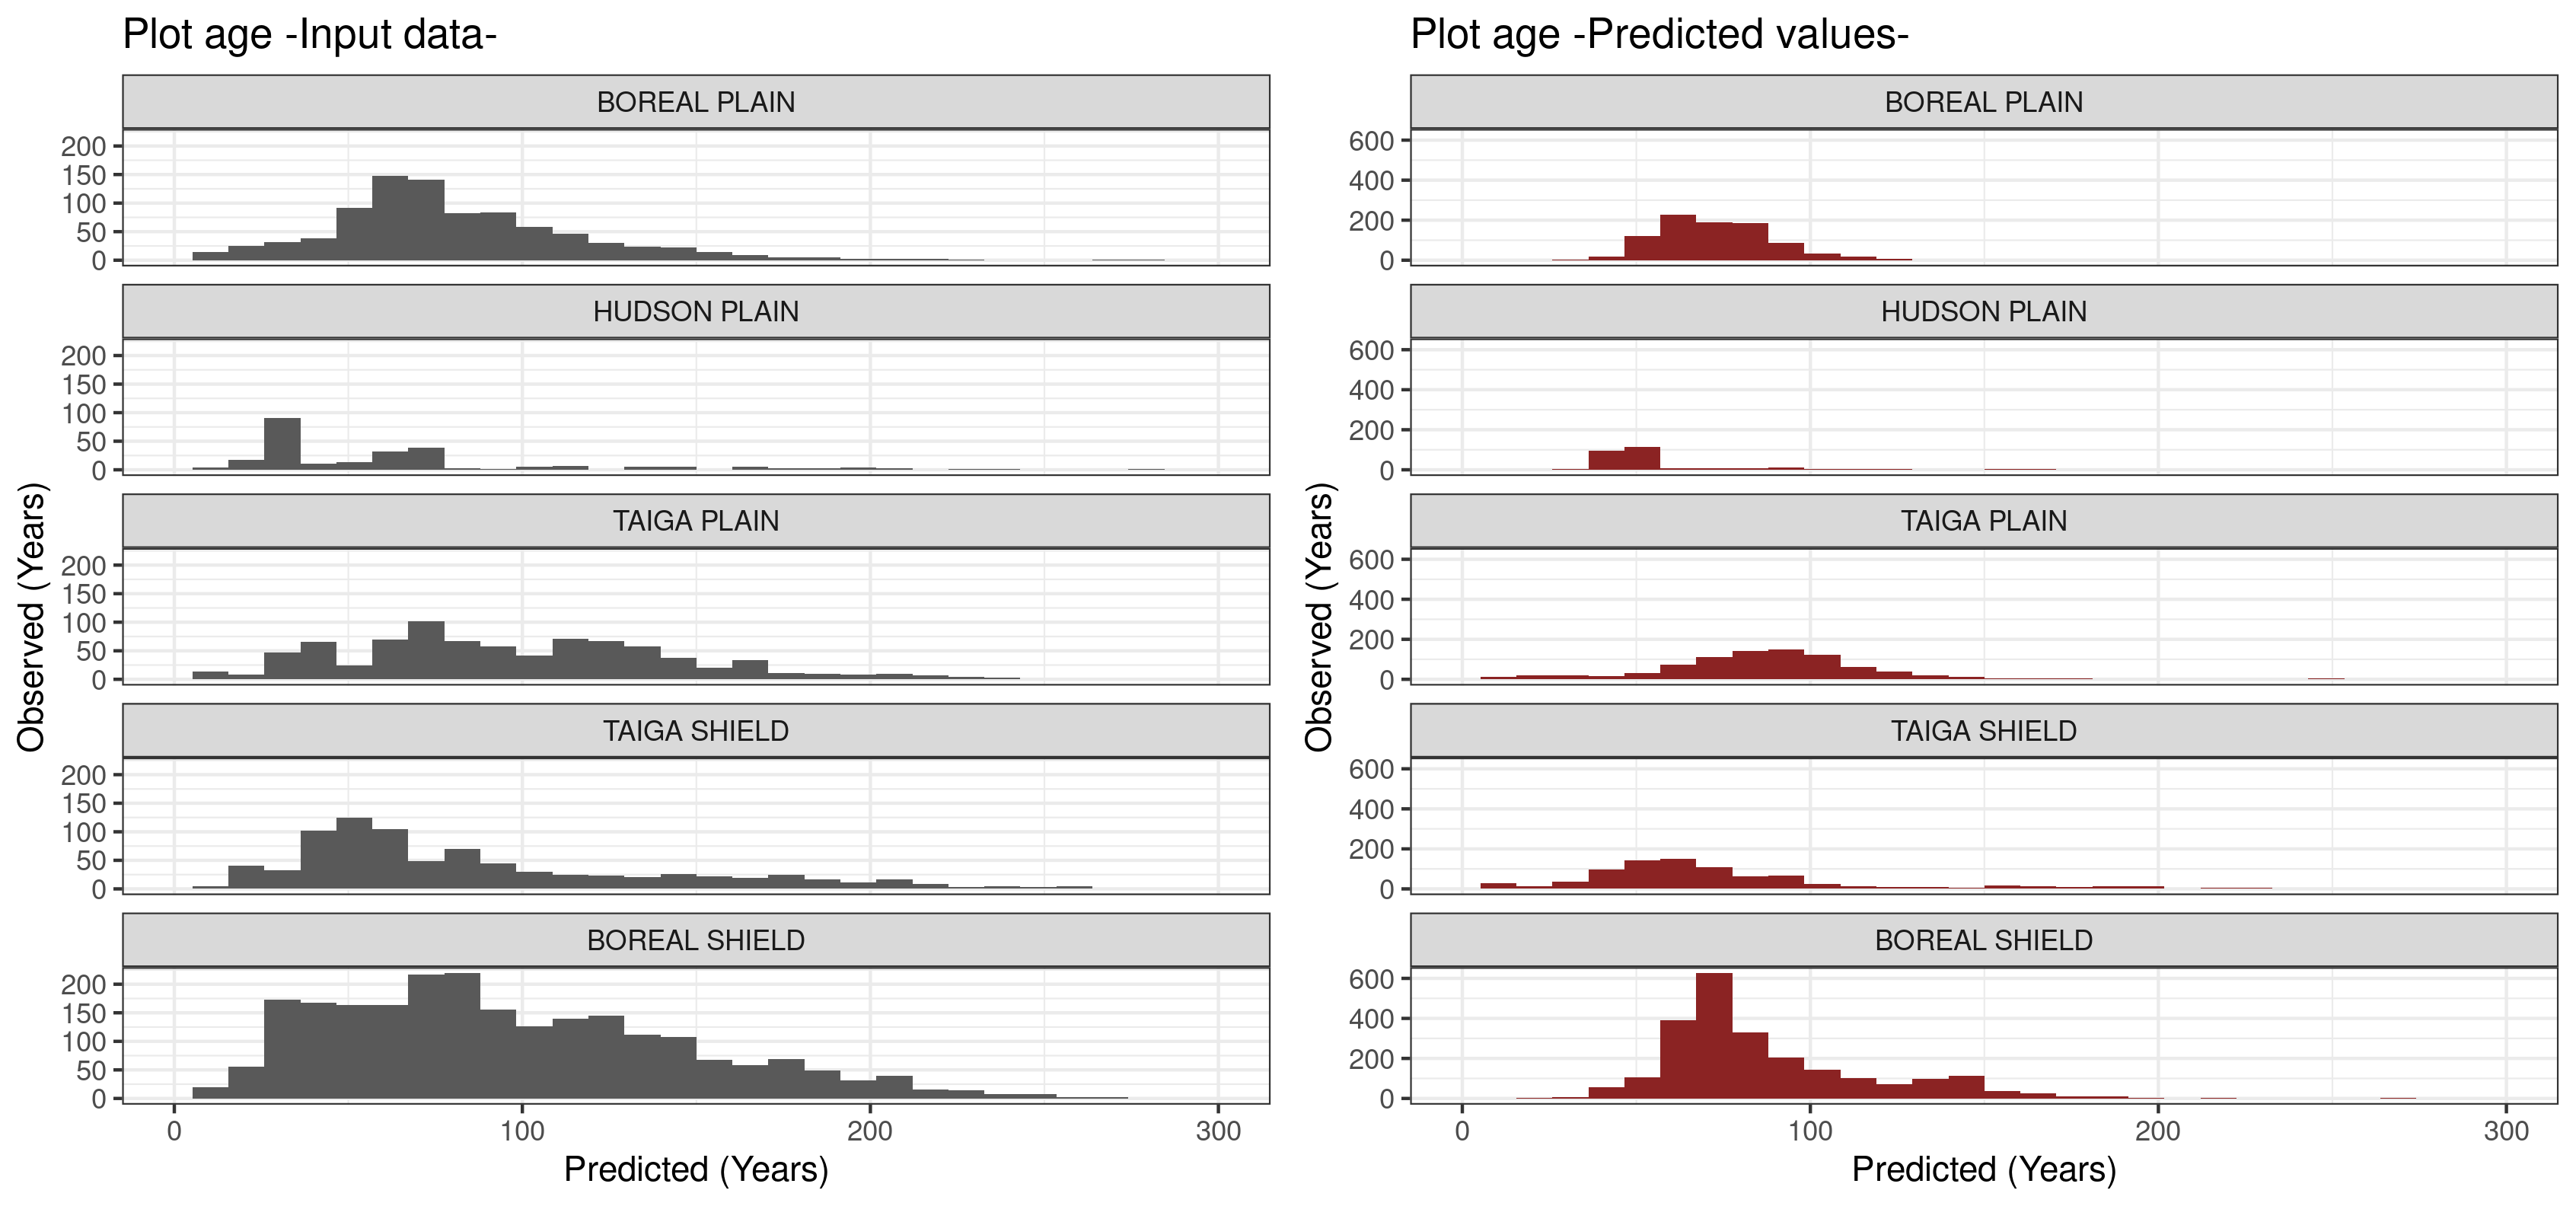 Plot age -Input data-
Observed (Years)
BOREAL PLAIN
200
150
100
50
0
HUDSON PLAIN
200
150
100
50
0
TAIGA PLAIN
200
150
100
50
0
TAIGA SHIELD
200
150
100
50
0
BOREAL SHIELD
200
150
100
50
0
0 100 200 300
Predicted (Years)
Plot age -Predicted values-
Observed (Years)
BOREAL PLAIN
600
400
200
0
HUDSON PLAIN
600
400
200
0
TAIGA PLAIN
600
400
200
0
TAIGA SHIELD
600
400
200
0
BOREAL SHIELD
600
400
200
0
0 100 200 300
Predicted (Years)